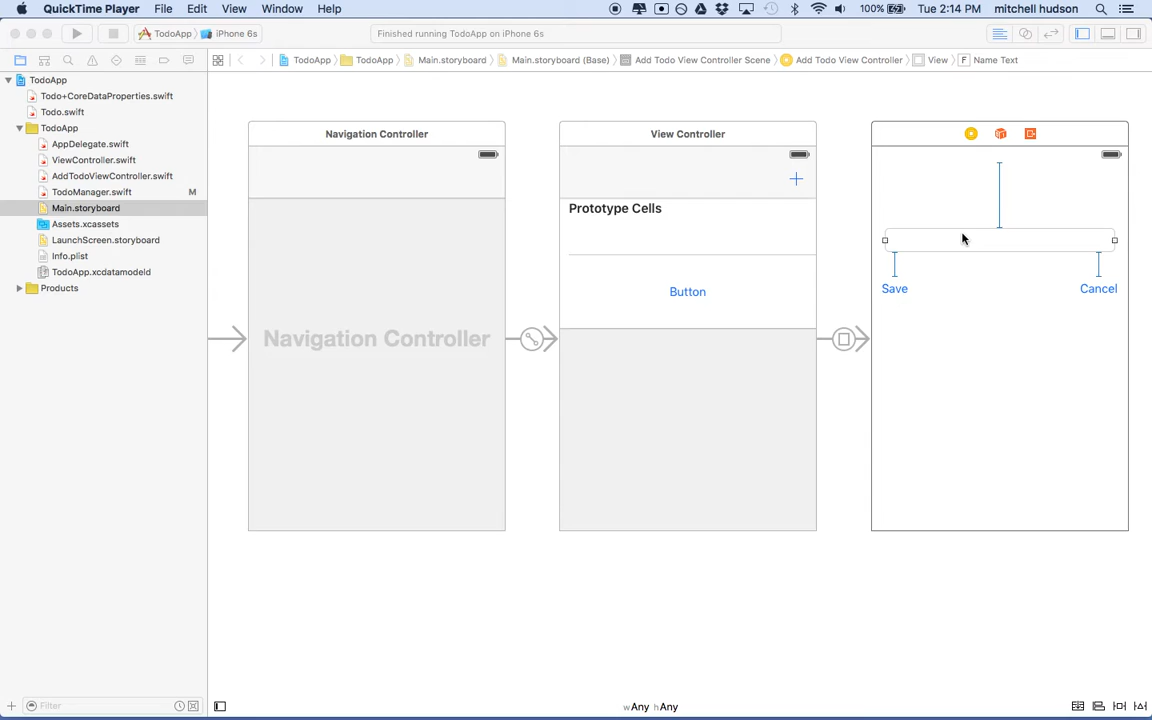 QuickTime Player File Edit View Window Help 100% Tue 2:14 PM mitchell hudson
TodoApp iPhone 6s Finished running TodoApp on iPhone 6s
TodoApp TodoApp Main.storyboard Main.storyboard (Base) Add Todo View Controller Scene Add Todo View Controller View F Name Text
TodoApp
Todo+CoreDataProperties.swift
Todo.swift
TodoApp
AppDelegate.swift
ViewController.swift
AddTodoViewController.swift
TodoManager.swift M
Main.storyboard
Assets.xcassets
LaunchScreen.storyboard
Info.plist
TodoApp.xcdatamodeld
Products
Navigation Controller
Navigation Controller
View Controller
Prototype Cells
Button
Save
Cancel
Filter
wAny hAny